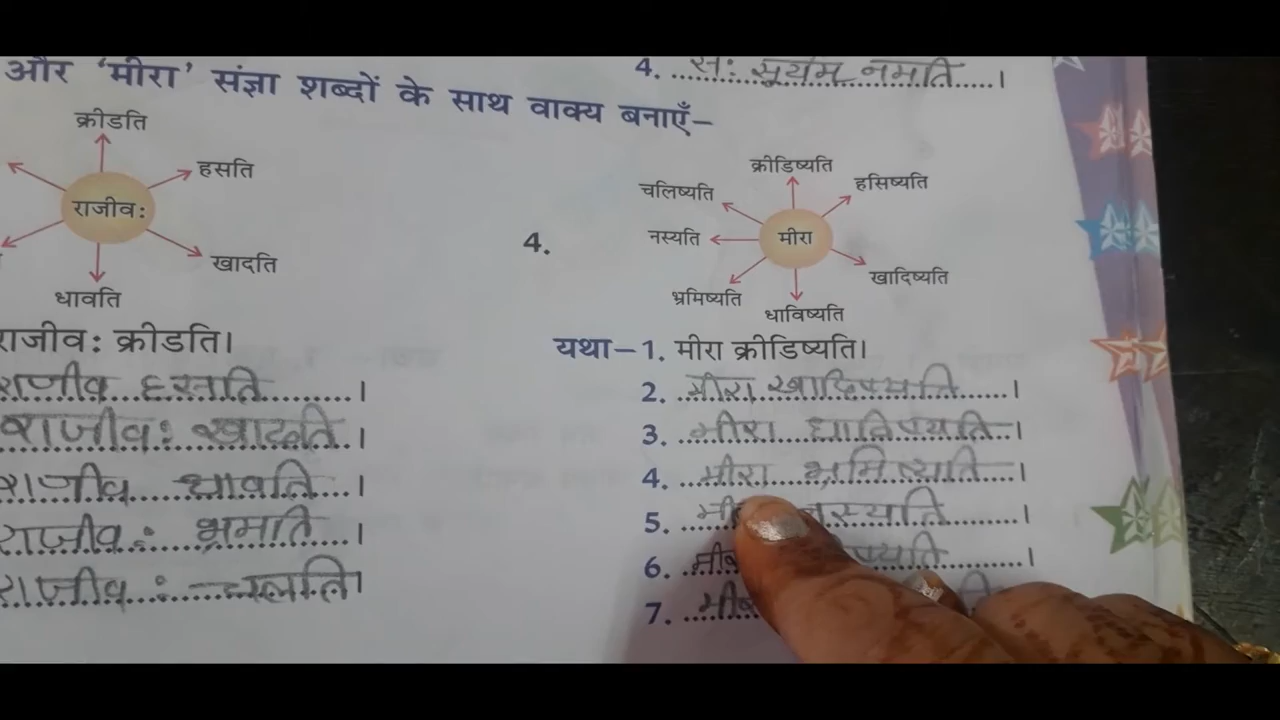 और 'मीरा' संज्ञा शब्दों के साथ वाक्य बनाएँ–
4. सः सूर्यम् नमति ।
क्रीडति
हसति
राजीवः
खादति
धावति
राजीवः क्रीडति।
राजीव हसति ।
राजीवः खादति ।
राजीव धावति ।
राजीवः भ्रमति ।
राजीवः चलति।
4.
क्रीडिष्यति
चलिष्यति
हसिष्यति
नस्यति
मीरा
भ्रमिष्यति
खादिष्यति
धाविष्यति
यथा–1. मीरा क्रीडिष्यति।
2. मीरा खादिष्यति ।
3. मीरा धाविष्यति ।
4. मीरा भ्रमिष्यति ।
5. नस्यति ।
6. ।
7.